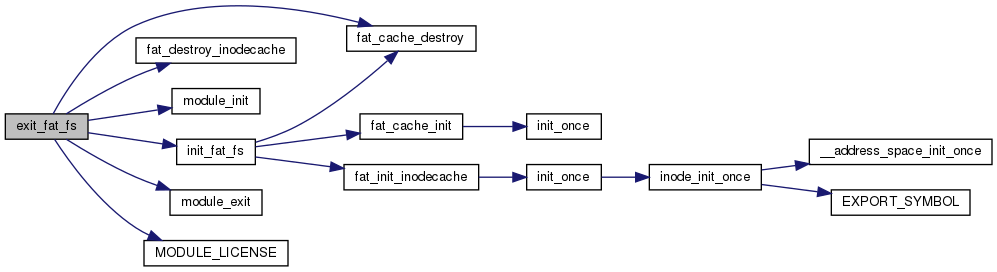 exit_fat_fs
fat_cache_destroy
fat_destroy_inodecache
module_init
init_fat_fs
module_exit
MODULE_LICENSE
fat_cache_init
fat_init_inodecache
init_once
init_once
inode_init_once
__address_space_init_once
EXPORT_SYMBOL